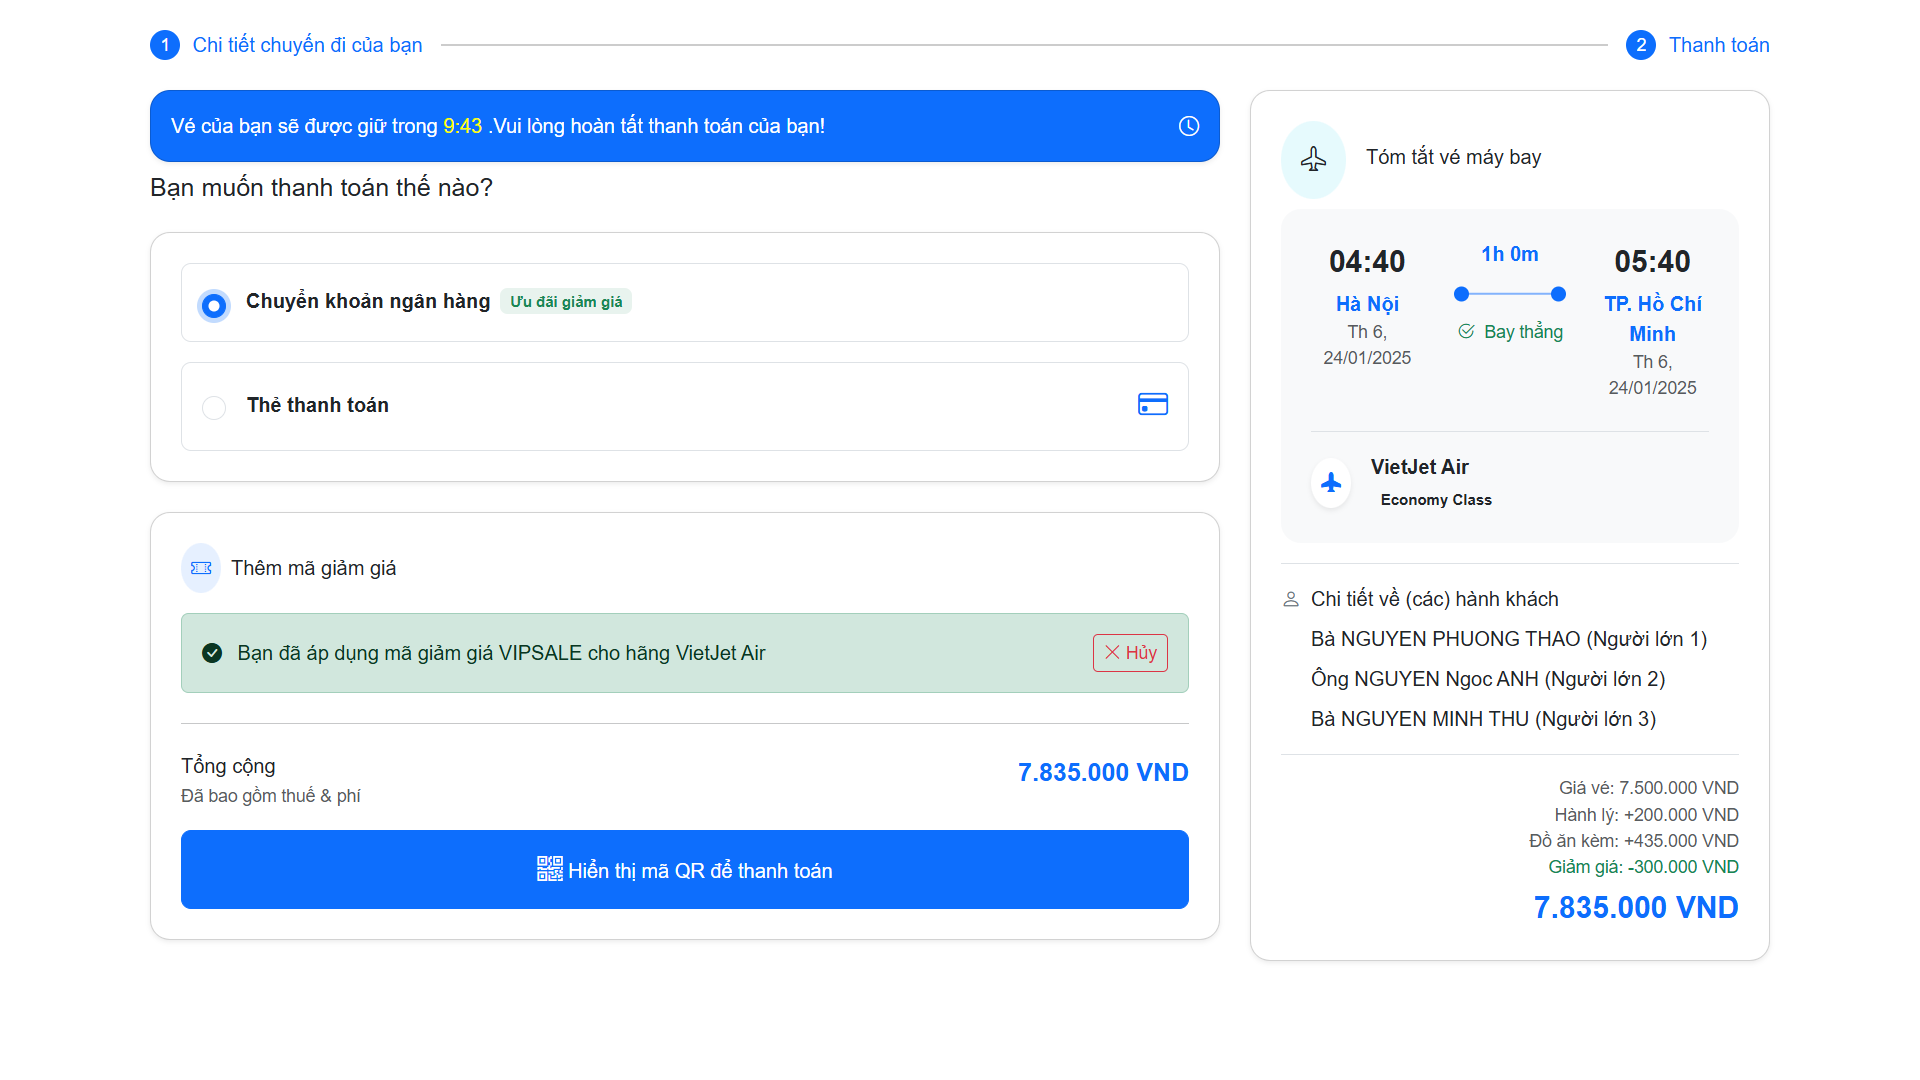 1 Chi tiết chuyến đi của bạn
2 Thanh toán
Vé của bạn sẽ được giữ trong 9:43 .Vui lòng hoàn tất thanh toán của bạn!
Bạn muốn thanh toán thế nào?
Chuyển khoản ngân hàng Ưu đãi giảm giá
Thẻ thanh toán
Thêm mã giảm giá
Bạn đã áp dụng mã giảm giá VIPSALE cho hãng VietJet Air
Hủy
Tổng cộng
Đã bao gồm thuế & phí
7.835.000 VND
Hiển thị mã QR để thanh toán
Tóm tắt vé máy bay
04:40
Hà Nội
Th 6,
24/01/2025
1h 0m
Bay thẳng
05:40
TP. Hồ Chí
Minh
Th 6,
24/01/2025
VietJet Air
Economy Class
Chi tiết về (các) hành khách
Bà NGUYEN PHUONG THAO (Người lớn 1)
Ông NGUYEN Ngoc ANH (Người lớn 2)
Bà NGUYEN MINH THU (Người lớn 3)
Giá vé: 7.500.000 VND
Hành lý: +200.000 VND
Đồ ăn kèm: +435.000 VND
Giảm giá: -300.000 VND
7.835.000 VND